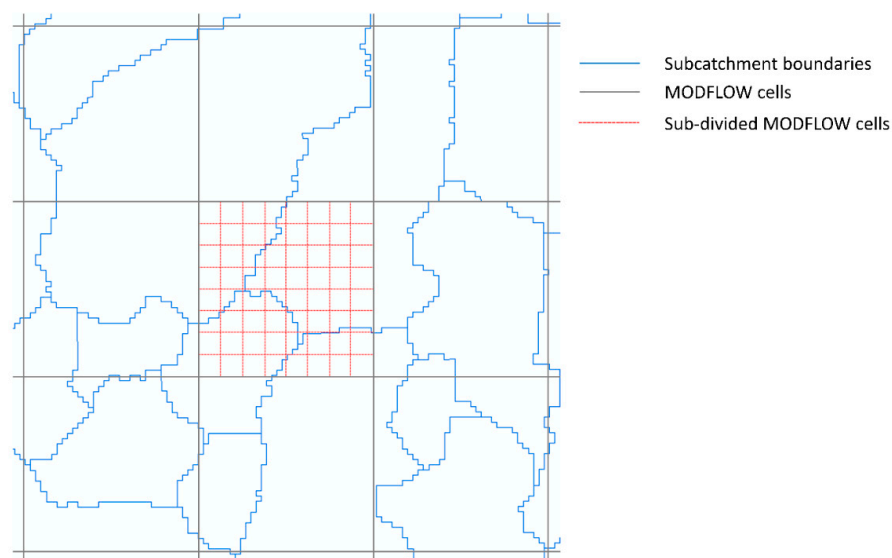 Subcatchment boundaries
MODFLOW cells
Sub-divided MODFLOW cells